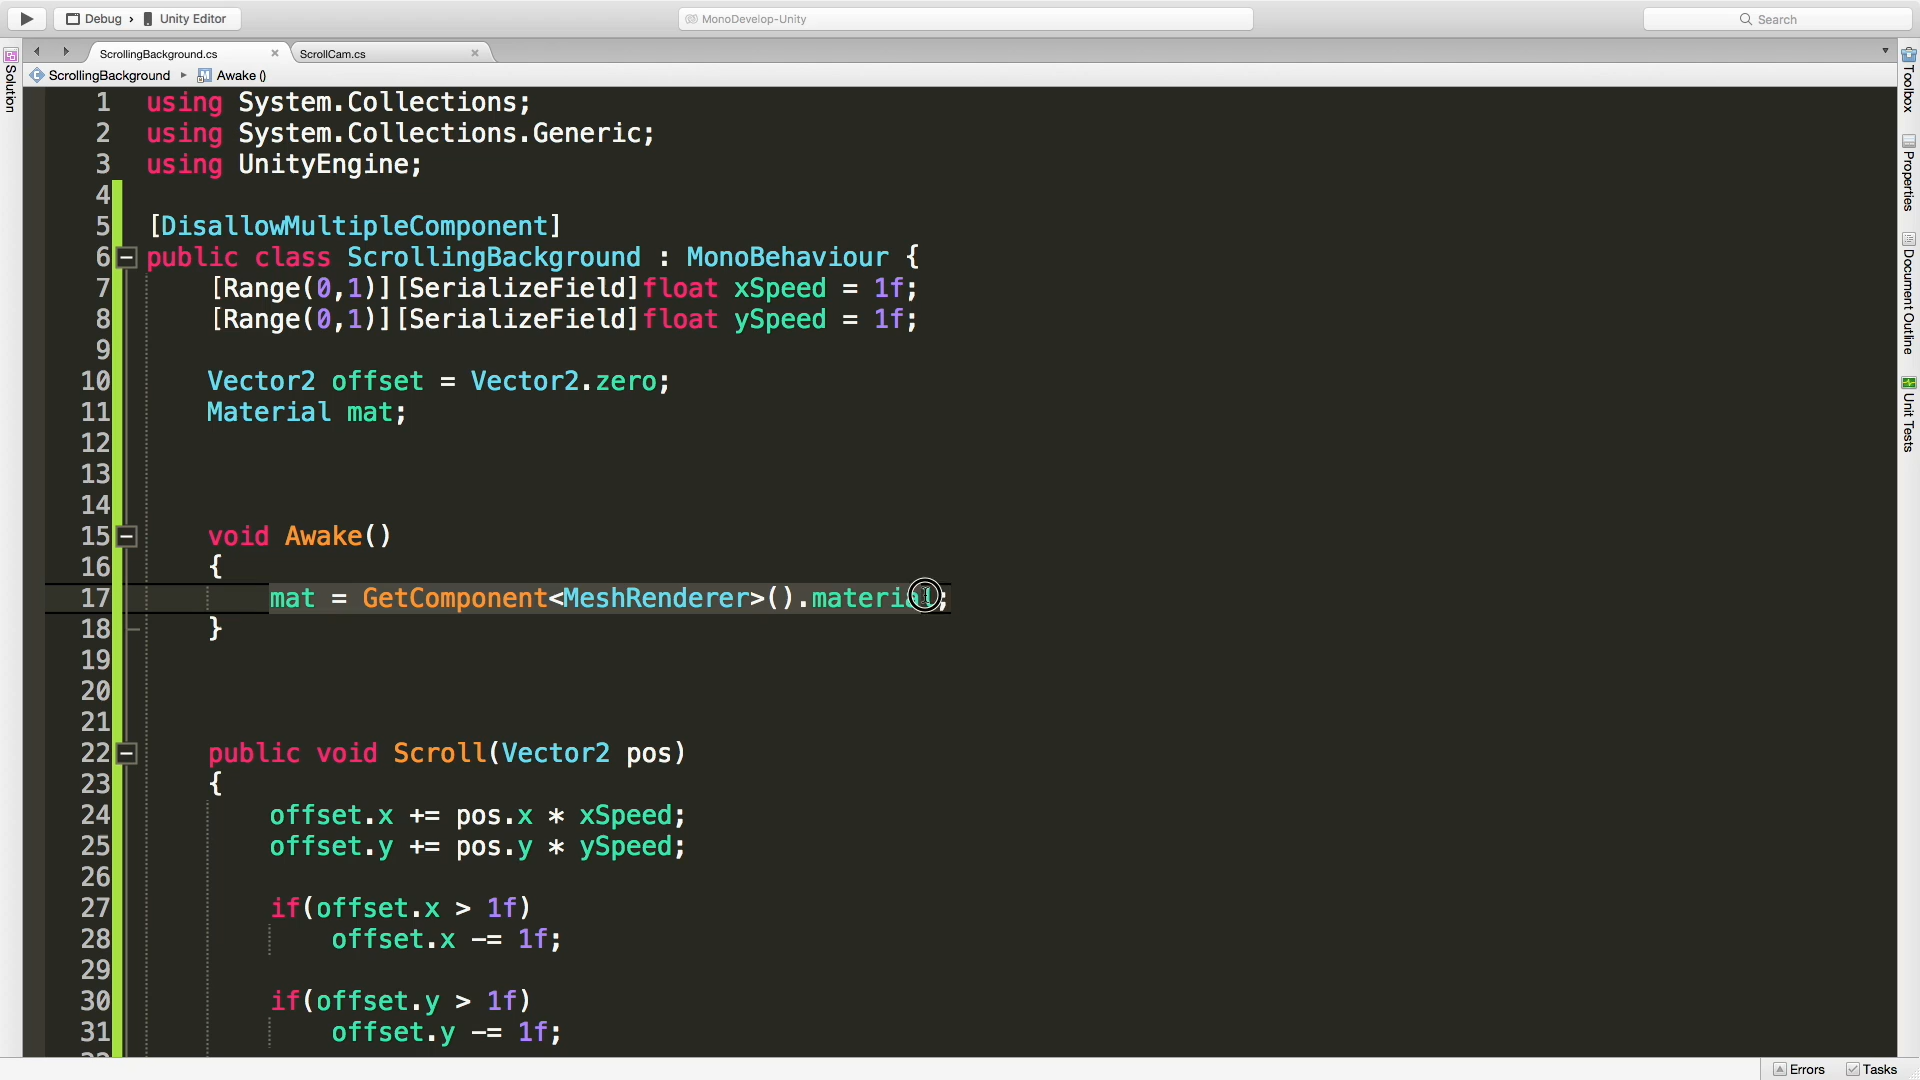 Debug › Unity Editor
MonoDevelop-Unity
Search
ScrollingBackground.cs
ScrollCam.cs
ScrollingBackground ▸ Awake ()
Solution
Toolbox
Properties
Document Outline
Unit Tests
1 using System.Collections;
2 using System.Collections.Generic;
3 using UnityEngine;
4
5 [DisallowMultipleComponent]
6 public class ScrollingBackground : MonoBehaviour {
7 [Range(0,1)][SerializeField]float xSpeed = 1f;
8 [Range(0,1)][SerializeField]float ySpeed = 1f;
9
10 Vector2 offset = Vector2.zero;
11 Material mat;
12
13
14
15 void Awake()
16 {
17 mat = GetComponent<MeshRenderer>().material;
18 }
19
20
21
22 public void Scroll(Vector2 pos)
23 {
24 offset.x += pos.x * xSpeed;
25 offset.y += pos.y * ySpeed;
26
27 if(offset.x > 1f)
28 offset.x -= 1f;
29
30 if(offset.y > 1f)
31 offset.y -= 1f;
Errors
Tasks